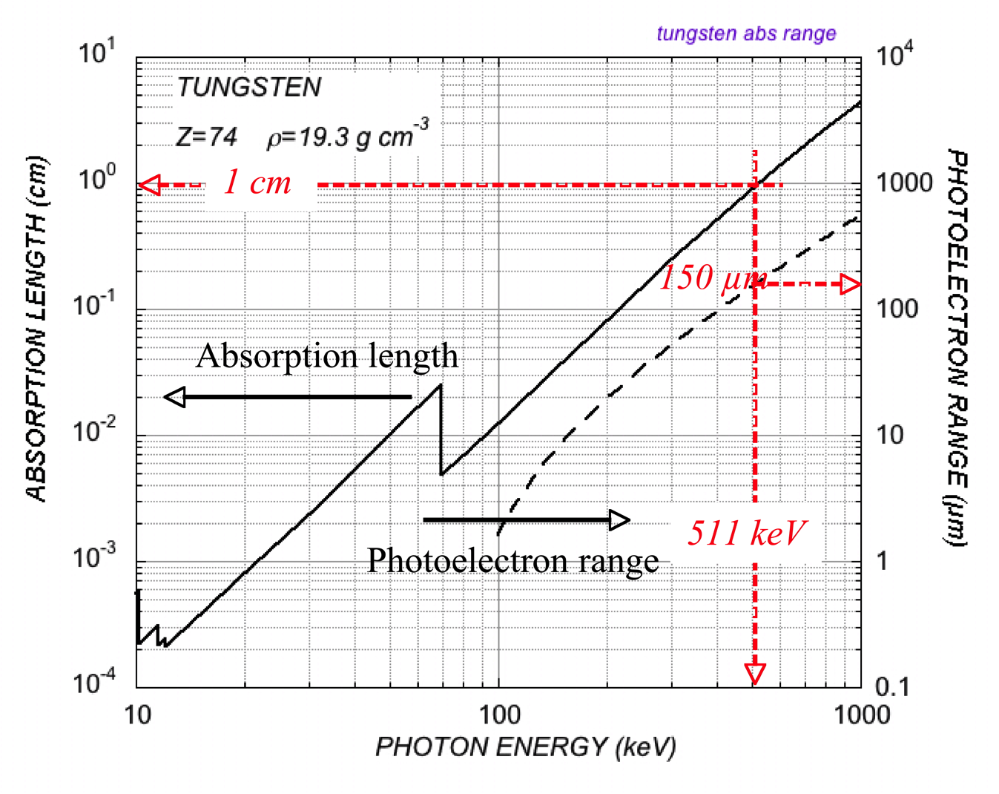 tungsten abs range
10^1
10^4
TUNGSTEN
Z=74 ρ=19.3 g cm^-3
10^0
1 cm
1000
150 μm
10^-1
100
Absorption length
10^-2
10
511 keV
Photoelectron range
10^-3
1
10^-4
0.1
10
100
1000
PHOTON ENERGY (keV)
ABSORPTION LENGTH (cm)
PHOTOELECTRON RANGE (μm)